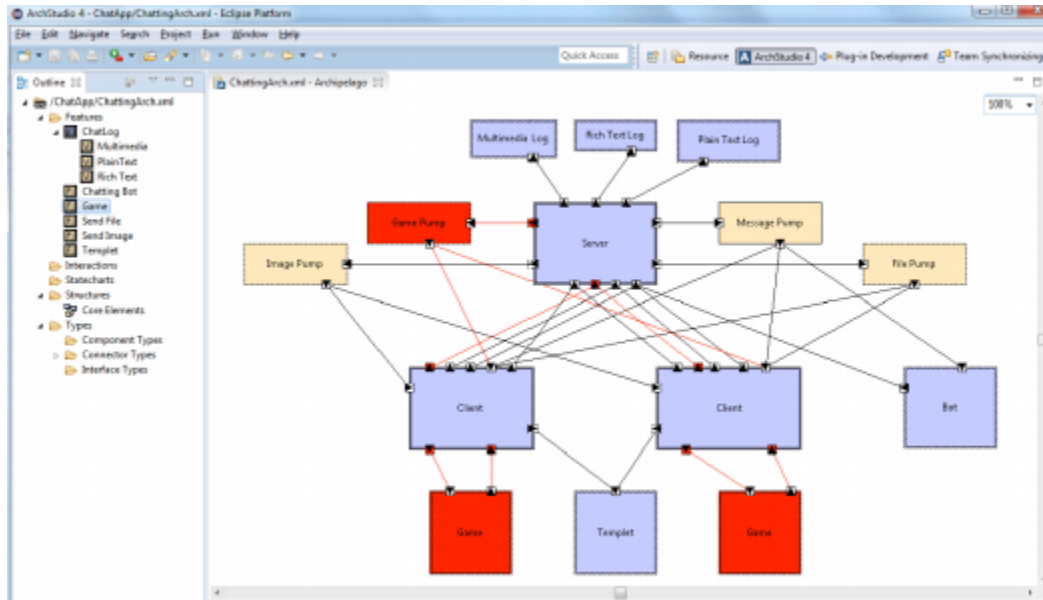 ArchStudio 4 - ChatApp/ChattingArch.xml - Eclipse Platform
File Edit Navigate Search Project Run Window Help
Quick Access
Resource
ArchStudio 4
Plug-in Development
Team Synchronizing
Outline
ChattingArch.xml - Archipelago
100%
/ChatApp/ChattingArch.xml
Features
ChatLog
Multimedia
PlainText
Rich Text
Chatting Bot
Game
Send File
Send Image
Templet
Interactions
Statecharts
Structures
Core Elements
Types
Component Types
Connector Types
Interface Types
Multimedia Log
Rich Text Log
Plain Text Log
Game Pump
Server
Message Pump
Image Pump
File Pump
Client
Client
Bot
Game
Templet
Game